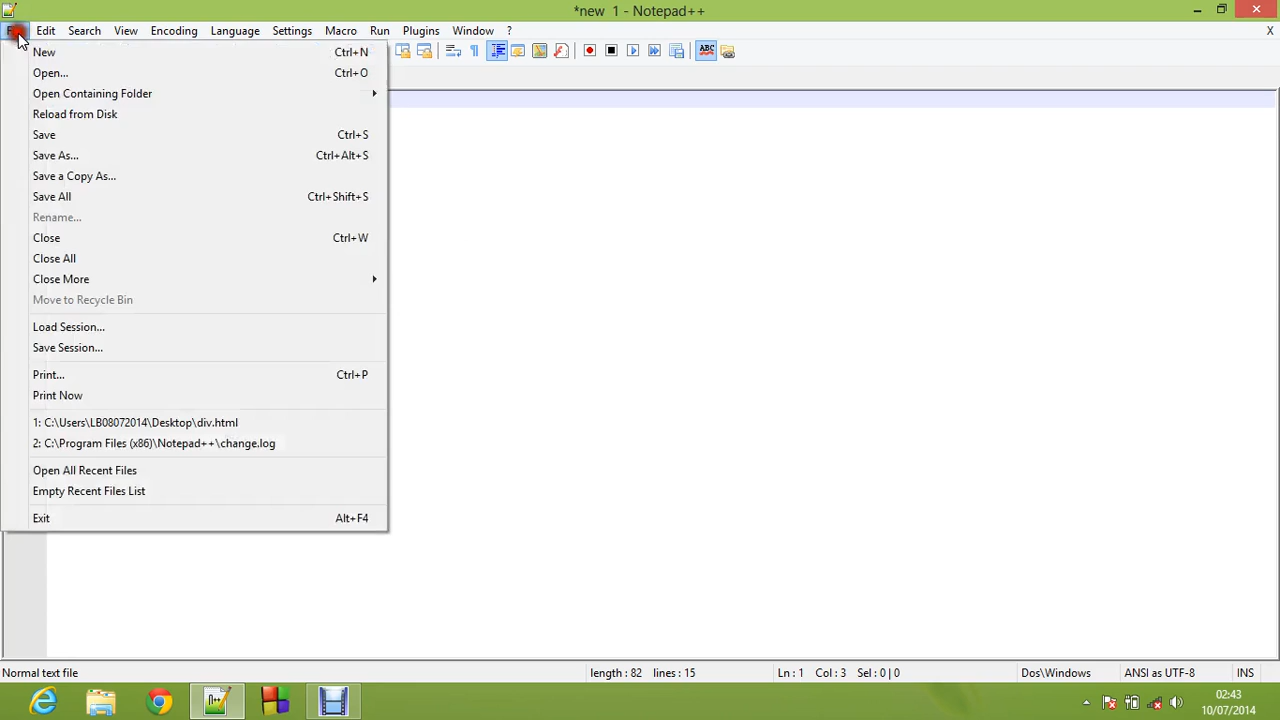 *new  1 - Notepad++
Edit Search View Encoding Language Settings Macro Run Plugins Window ? X
New Ctrl+N
Open... Ctrl+O
Open Containing Folder
Reload from Disk
Save Ctrl+S
Save As... Ctrl+Alt+S
Save a Copy As...
Save All Ctrl+Shift+S
Rename...
Close Ctrl+W
Close All
Close More
Move to Recycle Bin
Load Session...
Save Session...
Print... Ctrl+P
Print Now
1: C:\Users\LB08072014\Desktop\div.html
2: C:\Program Files (x86)\Notepad++\change.log
Open All Recent Files
Empty Recent Files List
Exit Alt+F4
ABC
Normal text file length : 82 lines : 15 Ln : 1 Col : 3 Sel : 0 | 0 Dos\Windows ANSI as UTF-8 INS
02:43
10/07/2014